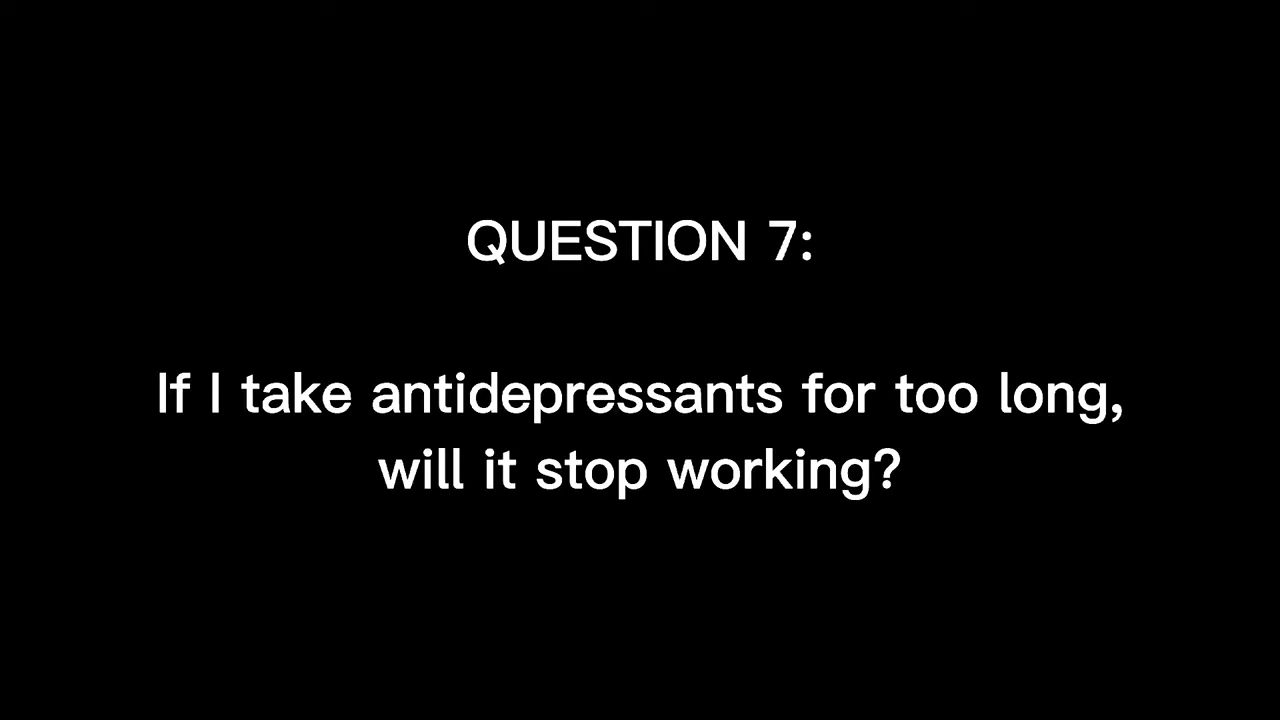 QUESTION 7:
If I take antidepressants for too long,
will it stop working?